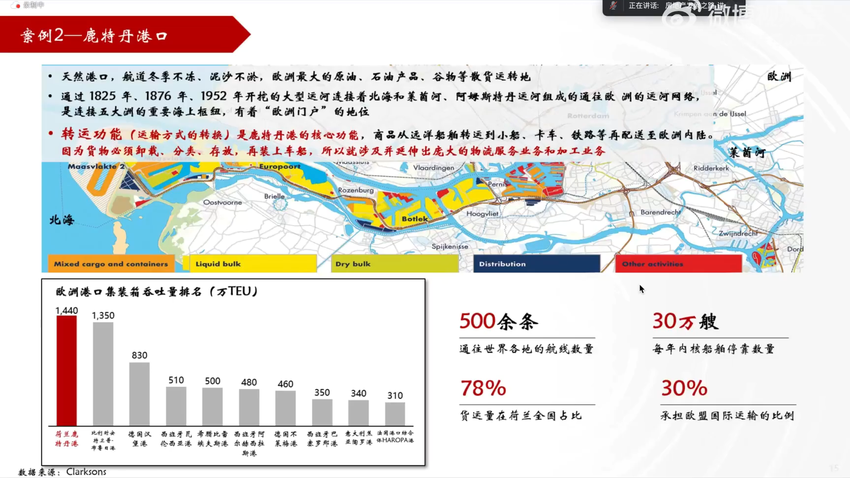 正在讲话:
微博
案例2—鹿特丹港口
• 天然港口，航道冬季不冻、泥沙不淤，欧洲最大的原油、石油产品、谷物等散货运转地
欧洲
• 通过 1825 年、1876 年、1952 年开挖的大型运河连接着北海和莱茵河、阿姆斯特丹运河组成的通往欧 洲的运河网络，
是连接五大洲的重要海上枢纽，有着“欧洲门户”的地位
n den IJssel
• 转运功能（运输方式的转换）是鹿特丹港的核心功能，商品从远洋船舶转运到小船、卡车、铁路等再配送至欧洲内陆。
因为货物必须卸载、分类、存放，再装上车船，所以就涉及并延伸出庞大的物流服务业务和加工业务
莱茵河
Maasvlakte 2
Europoort
Vlaardingen
Pernis
Ridderkerk
Rozenburg
Brielle
Oostvoorne
Botlek
Hoogvliet
Barendrecht
北海
Zwijndrecht
Spijkenisse
Dord
Mixed cargo and containers
Liquid bulk
Dry bulk
Distribution
Other activities
欧洲港口集装箱吞吐量排名（万TEU）
1,440
1,350
830
510
500
480
460
350
340
310
荷兰鹿
特丹港
比利时安
特卫普-
布鲁日港
德国汉
堡港
西班牙瓦
伦西亚港
希腊比雷
埃夫斯港
西班牙阿
尔赫西拉
斯港
德国不
莱梅港
西班牙巴
塞罗那港
意大利焦
亚陶罗港
法国港口综合
体HAROPA港
500余条
通往世界各地的航线数量
30万艘
每年内核船舶停靠数量
78%
货运量在荷兰全国占比
30%
承担欧盟国际运输的比例
数据来源：Clarksons